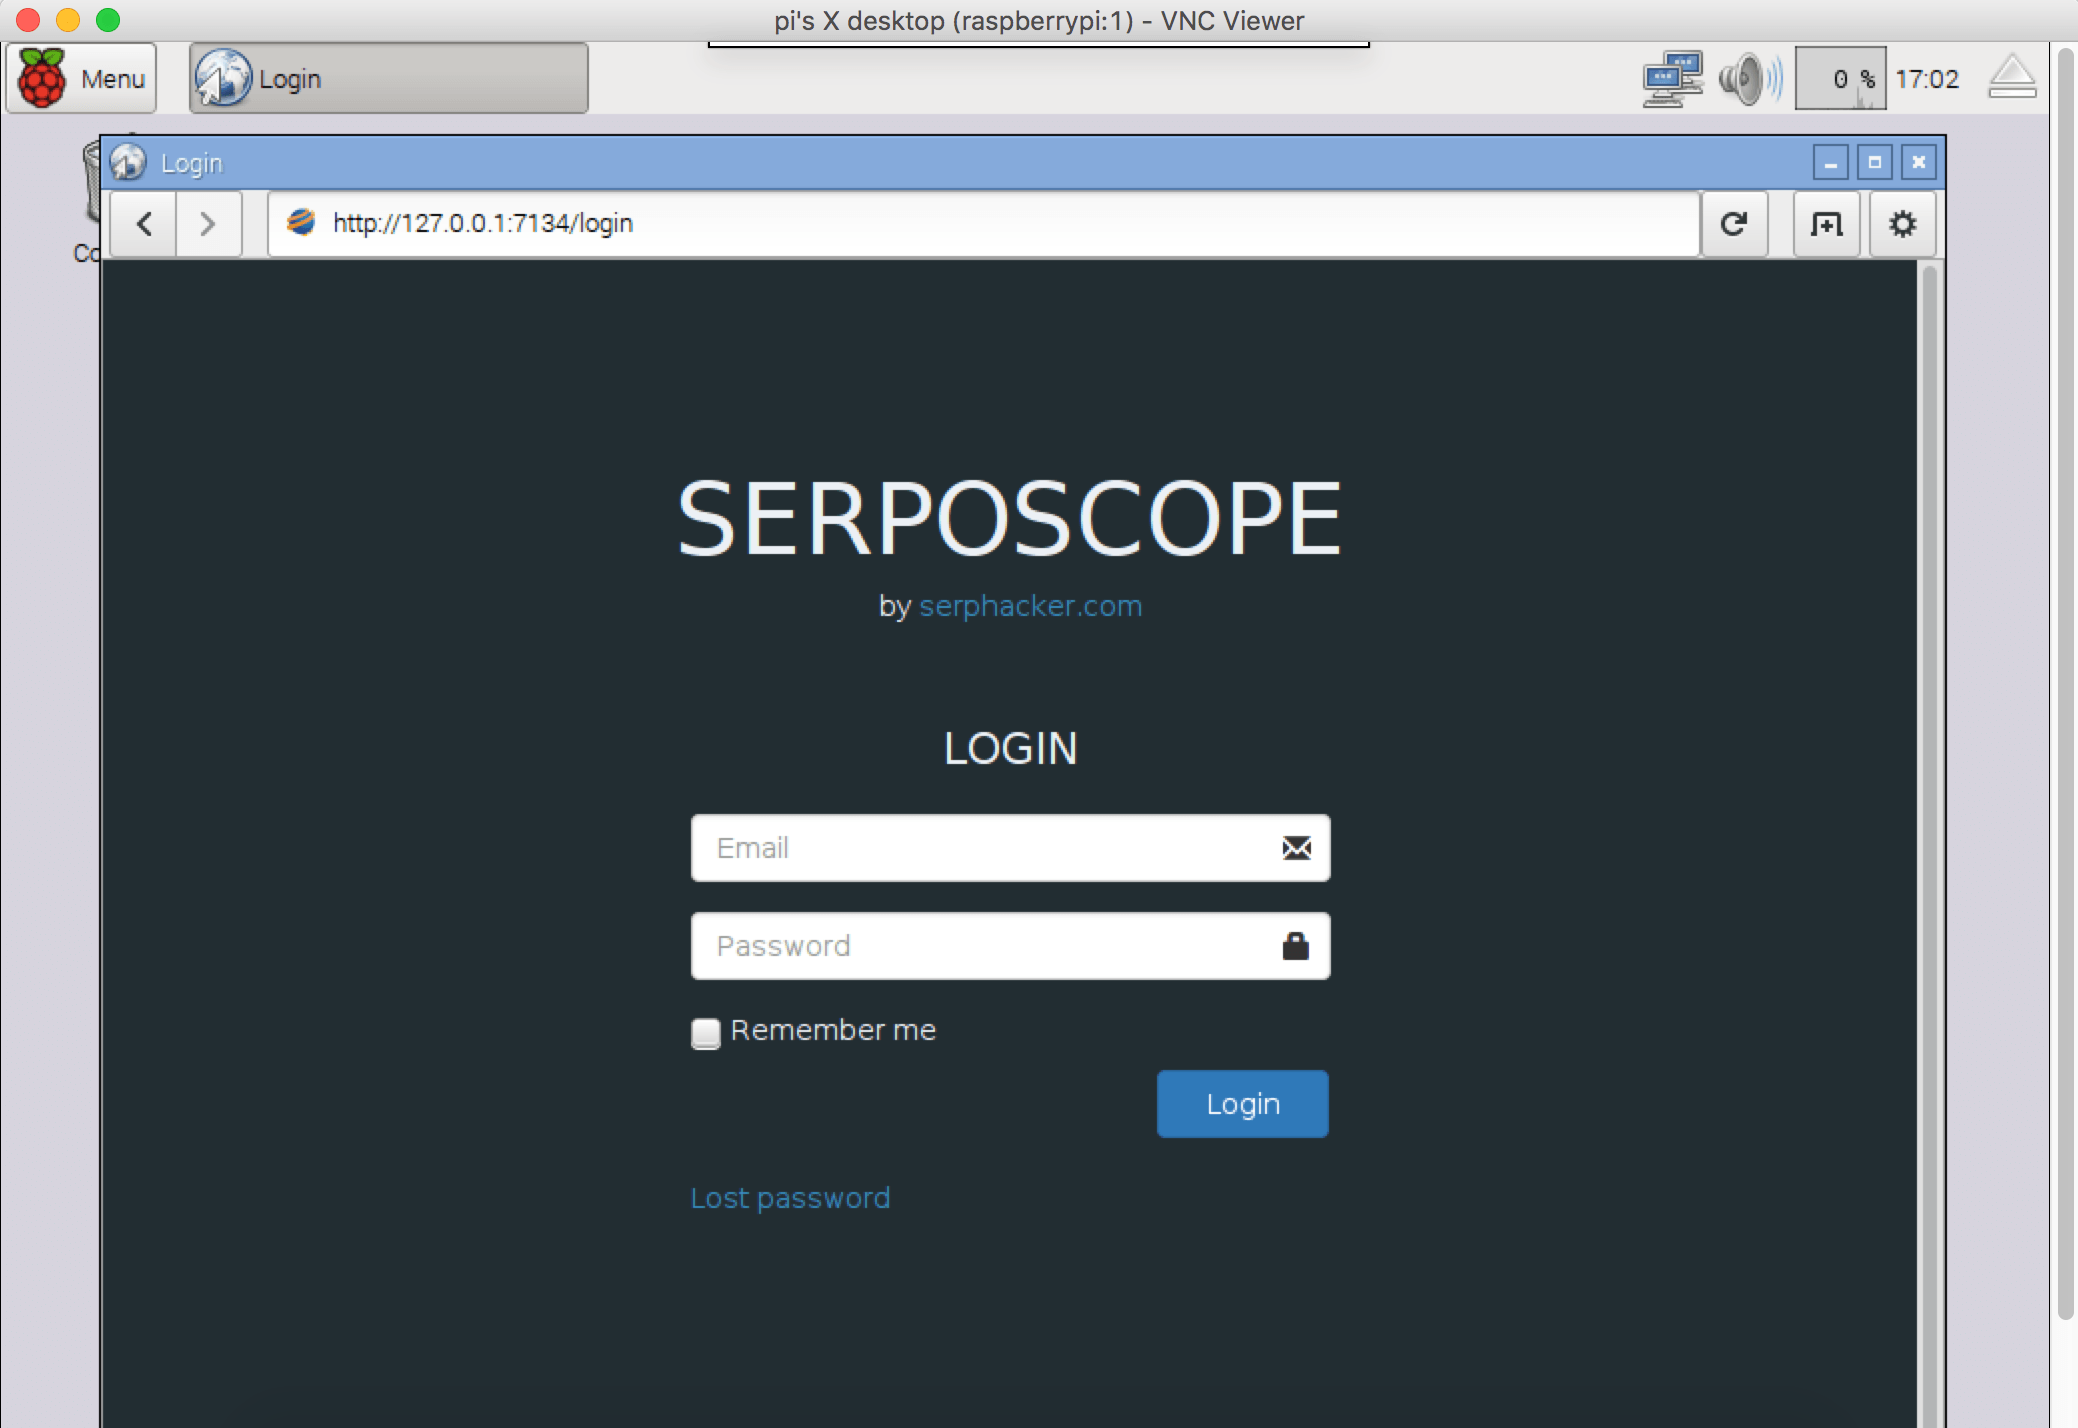 pi's X desktop (raspberrypi:1) - VNC Viewer
Menu
Login
0 %
17:02
Login
http://127.0.0.1:7134/login
SERPOSCOPE
by serphacker.com
LOGIN
Email
Password
Remember me
Login
Lost password